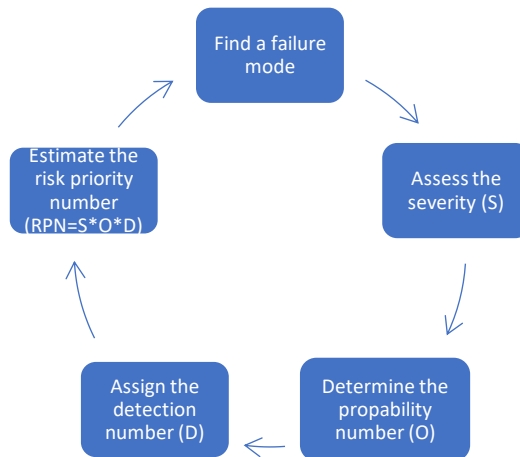 Find a failure
mode
Assess the
severity (S)
Determine the
propability
number (O)
Assign the
detection
number (D)
Estimate the
risk priority
number
(RPN=S*O*D)